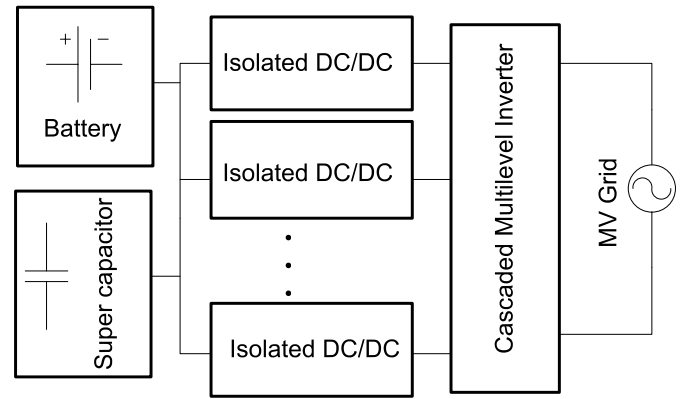 + −
Battery
Super capacitor
Isolated DC/DC
Isolated DC/DC
Isolated DC/DC
Cascaded Multilevel Inverter
MV Grid